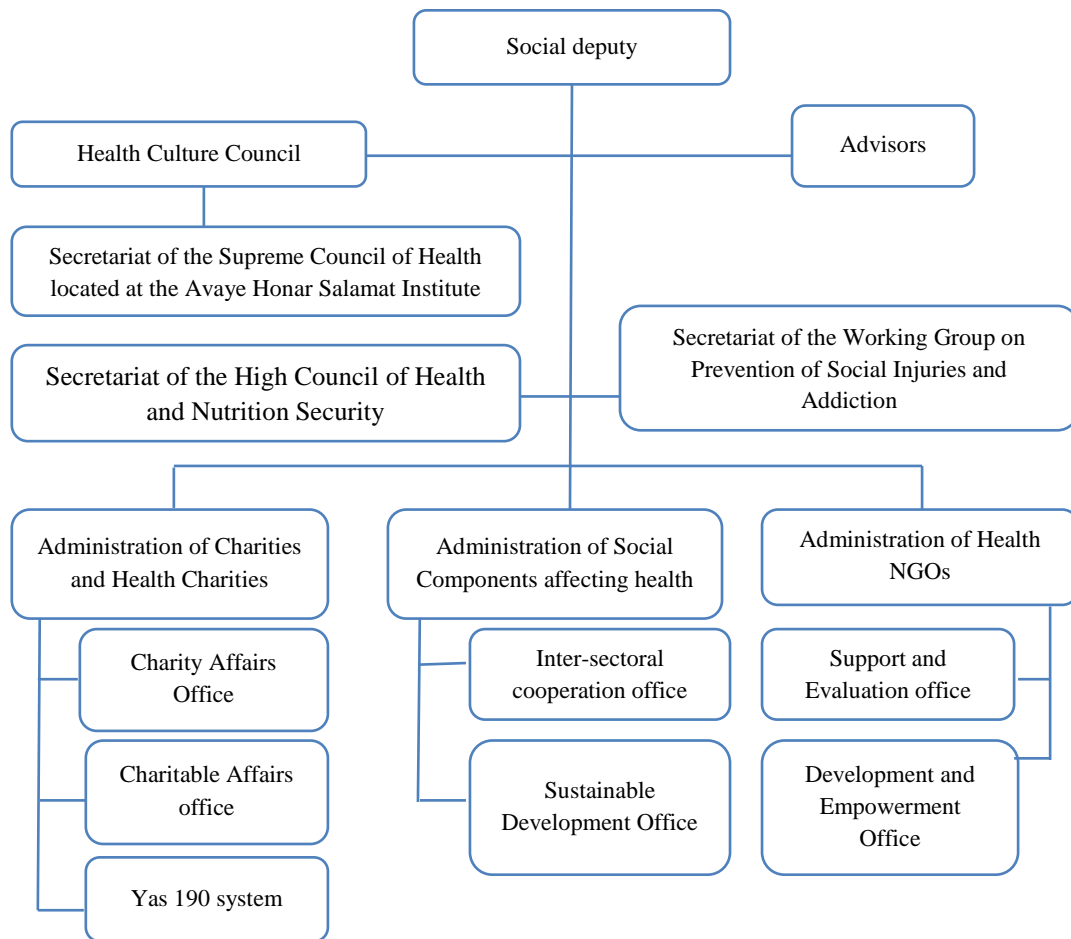 Social deputy
Health Culture Council
Advisors
Secretariat of the Supreme Council of Health
located at the Avaye Honar Salamat Institute
Secretariat of the Working Group on
Prevention of Social Injuries and
Addiction
Secretariat of the High Council of Health
and Nutrition Security
Administration of Charities
and Health Charities
Administration of Social
Components affecting health
Administration of Health
NGOs
Charity Affairs
Office
Inter-sectoral
cooperation office
Support and
Evaluation office
Charitable Affairs
office
Sustainable
Development Office
Development and
Empowerment
Office
Yas 190 system